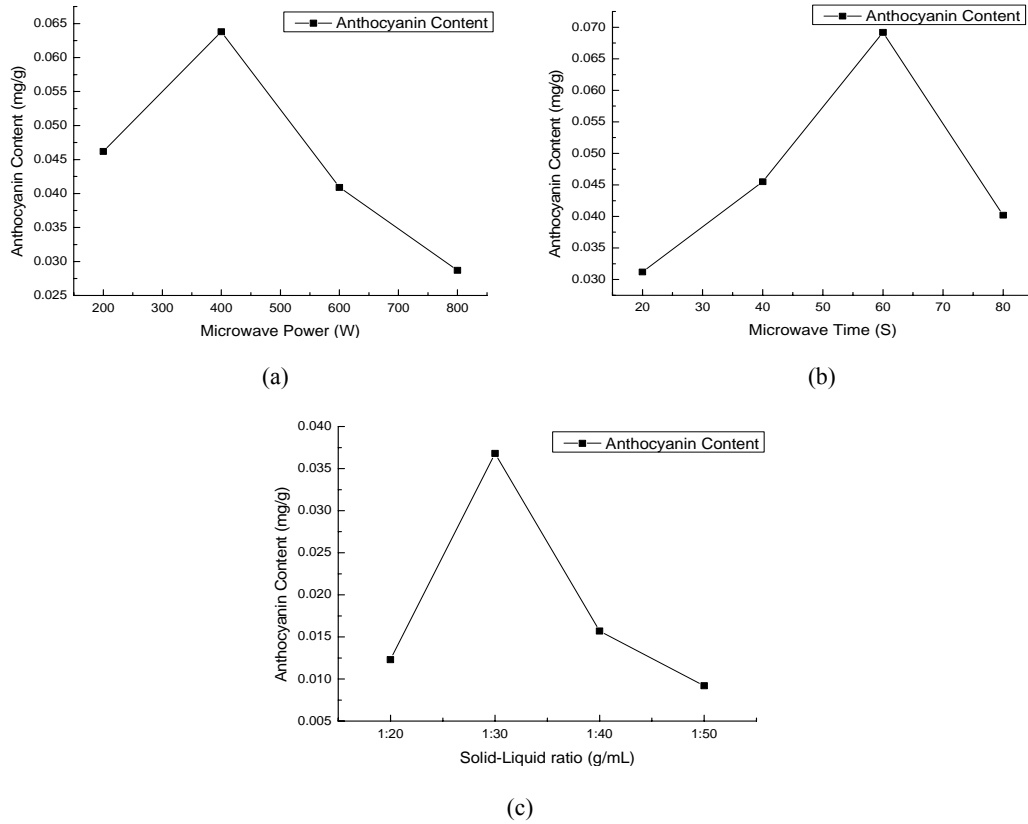 Anthocyanin Content
0.065
0.060
0.055
0.050
0.045
0.040
0.035
0.030
0.025
Anthocyanin Content (mg/g)
200 300 400 500 600 700 800
Microwave Power (W)
(a)
Anthocyanin Content
0.070
0.065
0.060
0.055
0.050
0.045
0.040
0.035
0.030
Anthocyanin Content (mg/g)
20 30 40 50 60 70 80
Microwave Time (S)
(b)
Anthocyanin Content
0.040
0.035
0.030
0.025
0.020
0.015
0.010
0.005
Anthocyanin Content (mg/g)
1:20 1:30 1:40 1:50
Solid-Liquid ratio (g/mL)
(c)